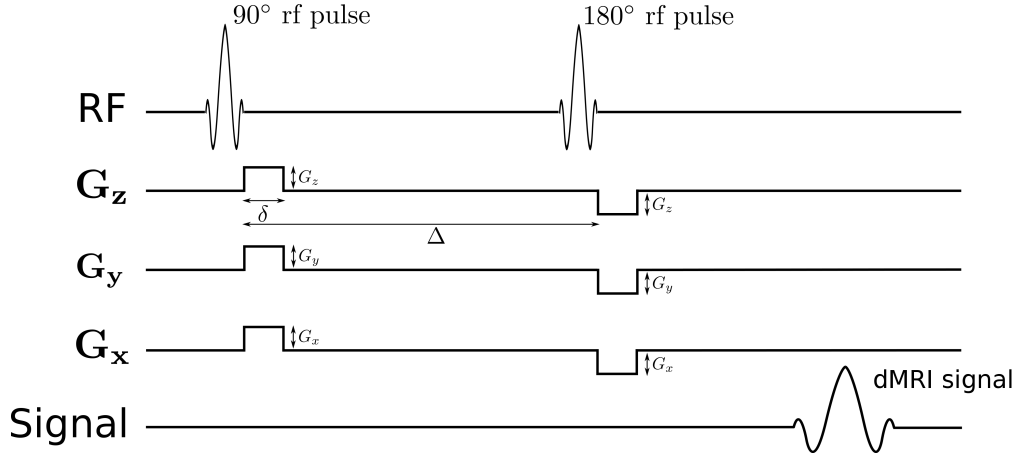 90° rf pulse
180° rf pulse
RF
G_z
G_z
G_z
δ
Δ
G_y
G_y
G_y
G_x
G_x
G_x
dMRI signal
Signal